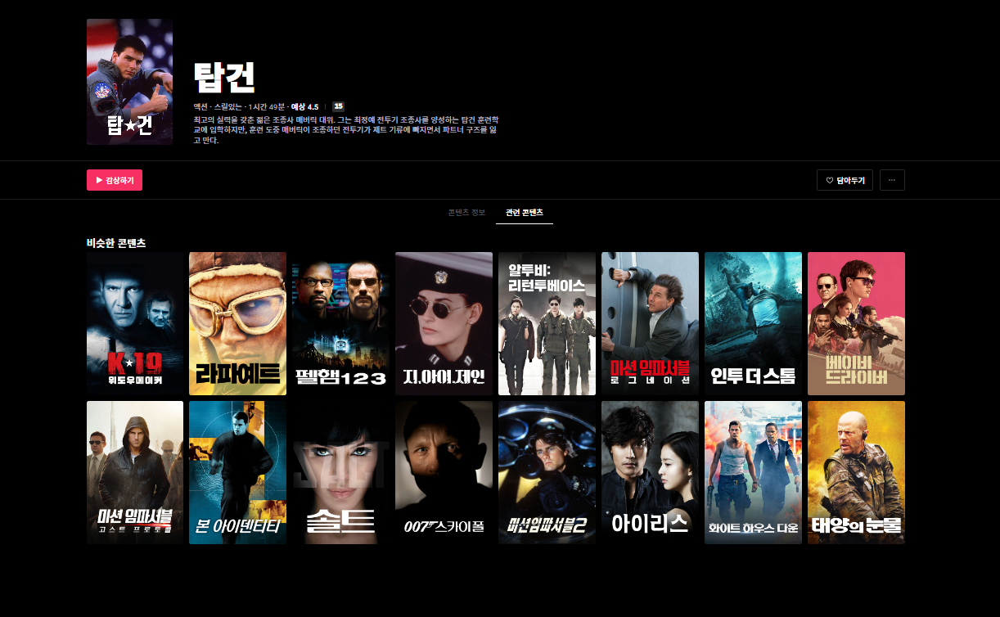 탑★건
탑건
액션 · 스릴있는 · 1시간 49분 · 예상 4.5 | 15
최고의 실력을 갖춘 젊은 조종사 매버릭 대위. 그는 최정예 전투기 조종사를 양성하는 탑건 훈련학
교에 입학하지만, 훈련 도중 매버릭이 조종하던 전투기가 제트 기류에 빠지면서 파트너 구즈를 잃
고 만다.
감상하기
담아두기
콘텐츠 정보
관련 콘텐츠
비슷한 콘텐츠
K★19
위도우메이커
라파예트
펠햄123
지.아이.제인
알투비:
리턴투베이스
미션 임파서블
로그네이션
인투 더 스톰
베이비
드라이버
미션 임파서블
고스트 프로토콜
본 아이덴티티
SALT
솔트
007 스카이폴
미션임파서블2
아이리스
화이트 하우스 다운
태양의 눈물